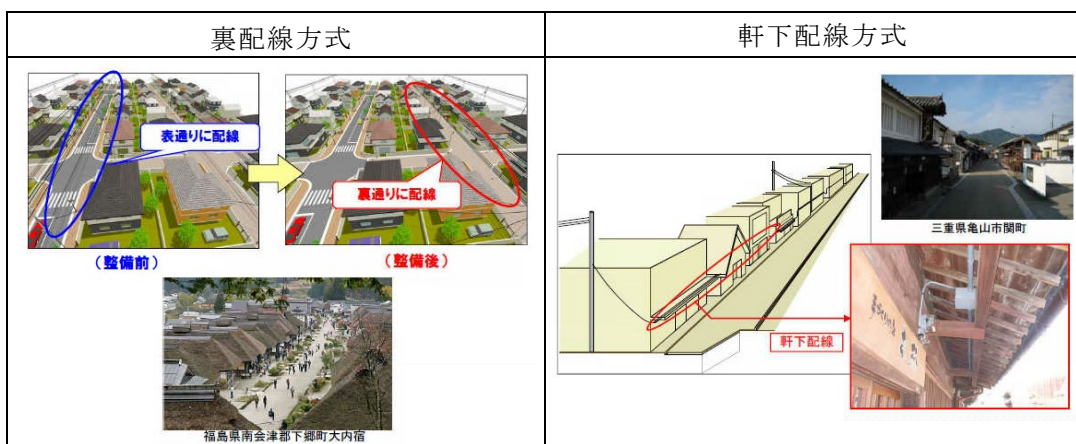 裏配線方式
軒下配線方式
表通りに配線
裏通りに配線
(整備前)
(整備後)
福島県南会津郡下郷町大内宿
三重県亀山市関町
軒下配線